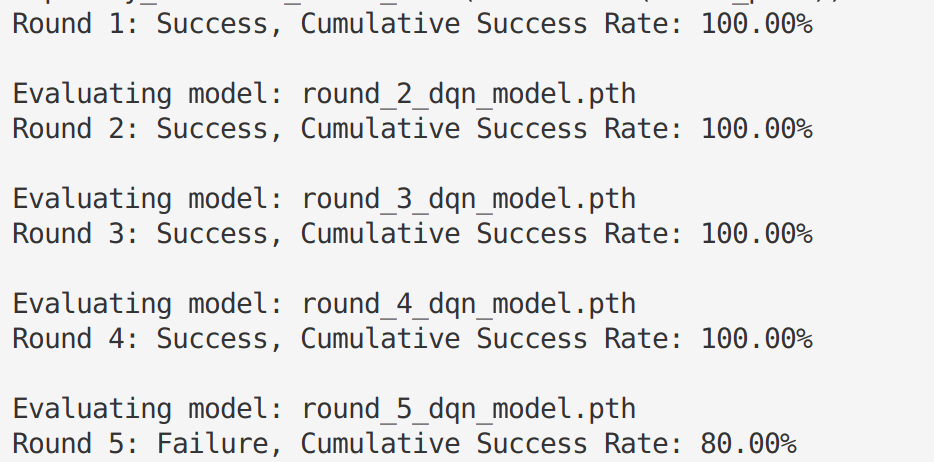 Round 1: Success, Cumulative Success Rate: 100.00%
Evaluating model: round_2_dqn_model.pth
Round 2: Success, Cumulative Success Rate: 100.00%
Evaluating model: round_3_dqn_model.pth
Round 3: Success, Cumulative Success Rate: 100.00%
Evaluating model: round_4_dqn_model.pth
Round 4: Success, Cumulative Success Rate: 100.00%
Evaluating model: round_5_dqn_model.pth
Round 5: Failure, Cumulative Success Rate: 80.00%